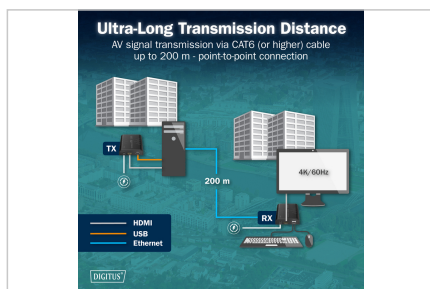 Ultra-Long Transmission Distance
AV signal transmission via CAT6 (or higher) cable
up to 200 m - point-to-point connection
TX
4K/60Hz
200 m
RX
HDMI
USB
Ethernet
DIGITUS®